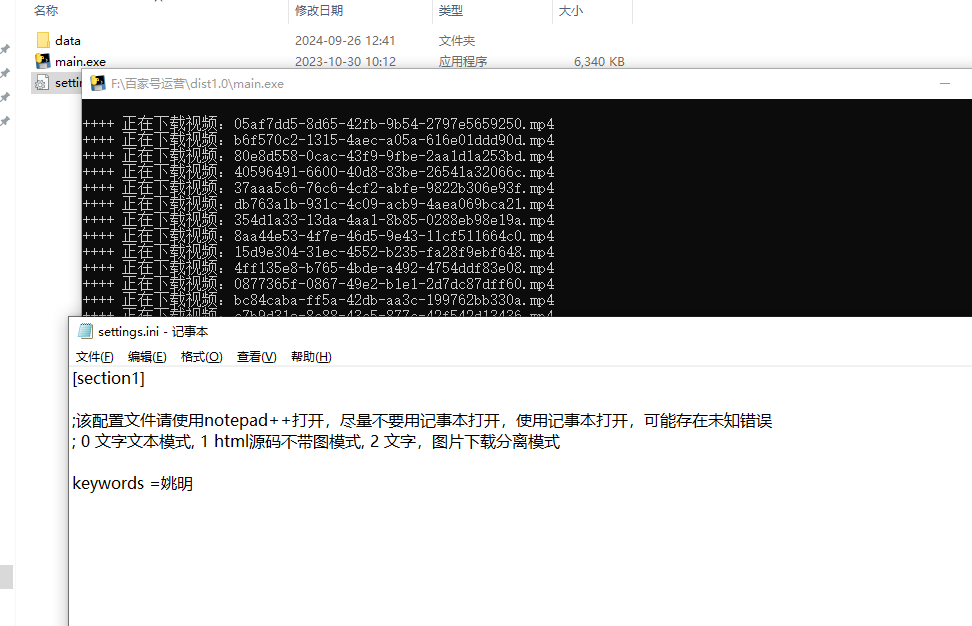 名称 修改日期 类型 大小
data 2024-09-26 12:41 文件夹
main.exe 2023-10-30 10:12 应用程序 6,340 KB
settin
F:\百家号运营\dist1.0\main.exe
++++ 正在下载视频：05af7dd5-8d65-42fb-9b54-2797e5659250.mp4
++++ 正在下载视频：b6f570c2-1315-4aec-a05a-616e01ddd90d.mp4
++++ 正在下载视频：80e8d558-0cac-43f9-9fbe-2aa1d1a253bd.mp4
++++ 正在下载视频：40596491-6600-40d8-83be-26541a32066c.mp4
++++ 正在下载视频：37aaa5c6-76c6-4cf2-abfe-9822b306e93f.mp4
++++ 正在下载视频：db763a1b-931c-4c09-acb9-4aea069bca21.mp4
++++ 正在下载视频：354d1a33-13da-4aa1-8b85-0288eb98e19a.mp4
++++ 正在下载视频：8aa44e53-4f7e-46d5-9e43-11cf511664c0.mp4
++++ 正在下载视频：15d9e304-31ec-4552-b235-fa28f9ebf648.mp4
++++ 正在下载视频：4ff135e8-b765-4bde-a492-4754ddf83e08.mp4
++++ 正在下载视频：0877365f-0867-49e2-b1e1-2d7dc87dff60.mp4
++++ 正在下载视频：bc84caba-ff5a-42db-aa3c-199762bb330a.mp4
++++ 正在下载视频：
settings.ini - 记事本
文件(F) 编辑(E) 格式(O) 查看(V) 帮助(H)
[section1]
;该配置文件请使用notepad++打开，尽量不要用记事本打开，使用记事本打开，可能存在未知错误
; 0 文字文本模式, 1 html源码不带图模式, 2 文字，图片下载分离模式
keywords =姚明